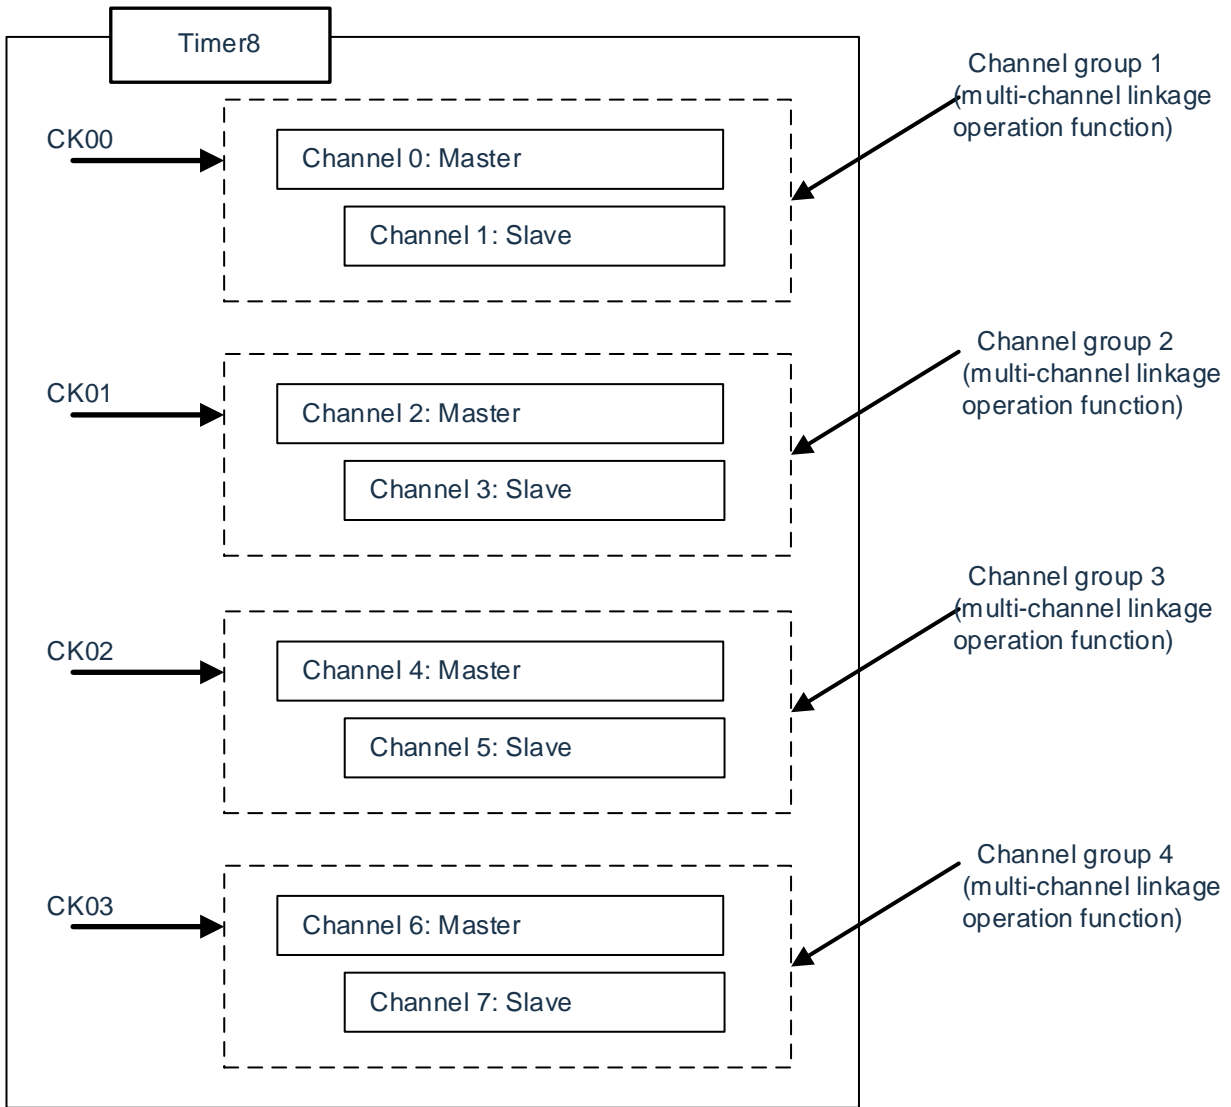 Timer8
Channel group 1
(multi-channel linkage
operation function)
CK00
Channel 0: Master
Channel 1: Slave
Channel group 2
(multi-channel linkage
operation function)
CK01
Channel 2: Master
Channel 3: Slave
Channel group 3
(multi-channel linkage
operation function)
CK02
Channel 4: Master
Channel 5: Slave
Channel group 4
(multi-channel linkage
operation function)
CK03
Channel 6: Master
Channel 7: Slave